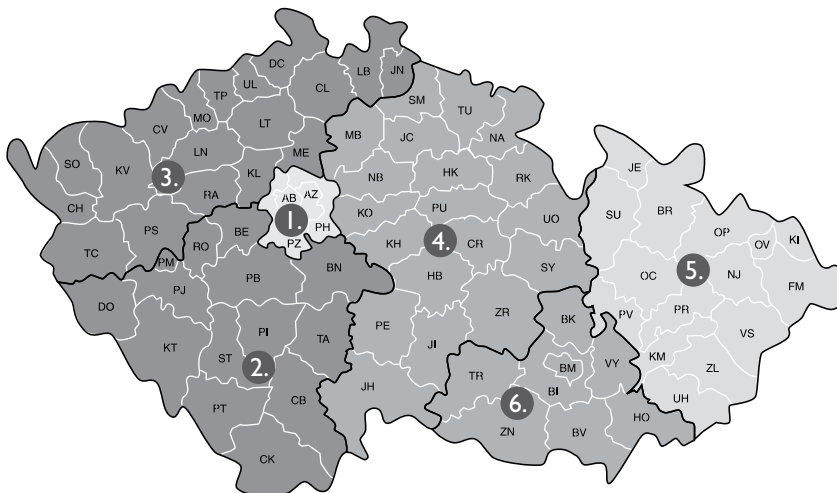 DC
LB
JN
UL
CL
TP
SM
MO
CV
LT
TU
MB
JC
NA
LN
ME
JE
SO
KV
3.
KL
NB
HK
RK
RA
AB
AZ
BR
CH
KO
PU
SU
1.
PH
UO
OP
KI
PS
BE
OV
RO
4.
CR
TC
PZ
KH
PM
BN
SY
OC
5.
NJ
PB
HB
FM
PJ
DO
ZR
PR
PV
BK
PI
PE
TA
VS
KT
ST
JI
VY
KM
2.
TR
BM
ZL
JH
BI
CB
6.
UH
PT
HO
ZN
BV
CK